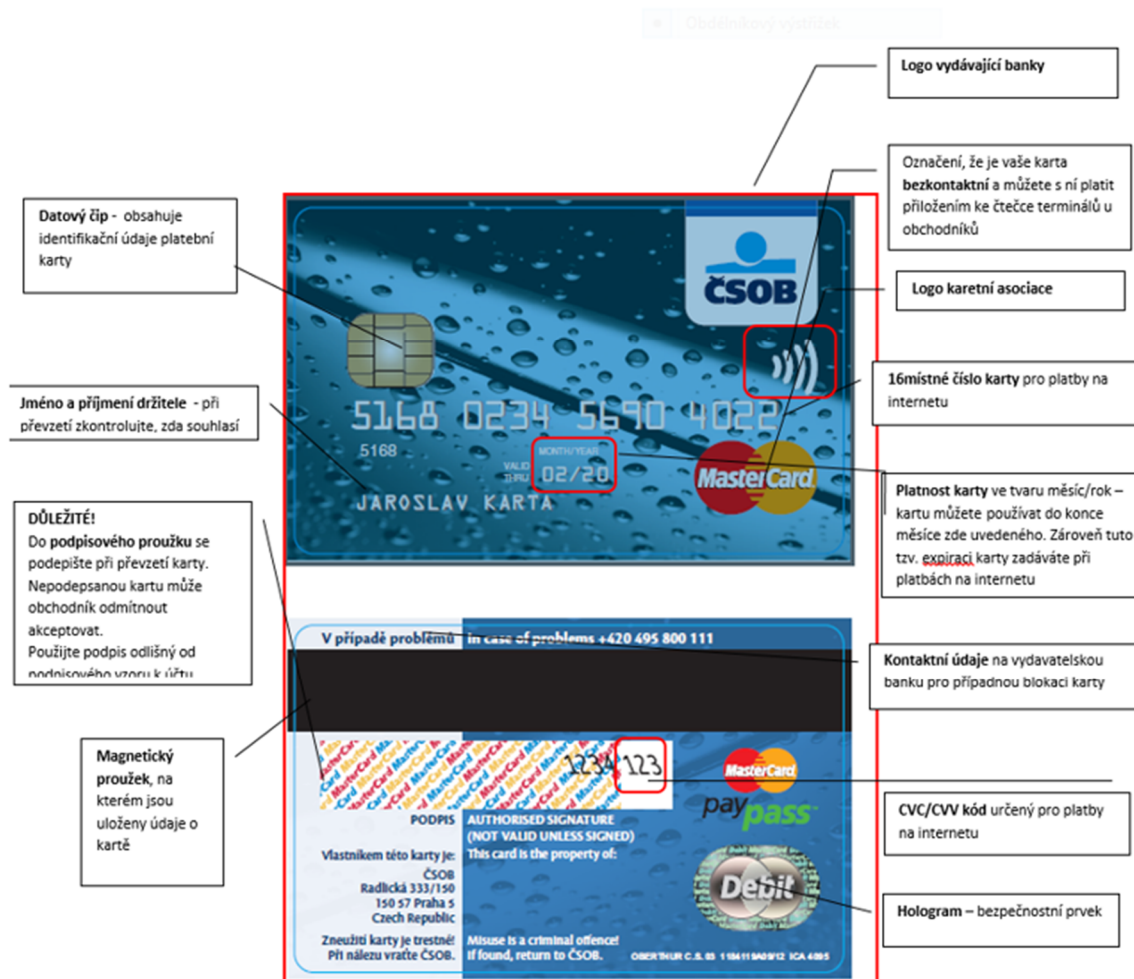 Obdélníkový výstřižek
Logo vydávající banky
Označení, že je vaše karta
bezkontaktní a můžete s ní platit
přiložením ke čtečce terminálů u
obchodníků
Datový čip - obsahuje
identifikační údaje platební
karty
ČSOB
Logo karetní asociace
16místné číslo karty pro platby na
internetu
Jméno a příjmení držitele - při
převzetí zkontrolujte, zda souhlasí
5168 0234 5690 4022
5168
MONTH/YEAR
VALID
THRU
02/20
JAROSLAV KARTA
MasterCard
Platnost karty ve tvaru měsíc/rok –
kartu můžete používat do konce
měsíce zde uvedeného. Zároveň tuto
tzv. expiraci karty zadáváte při
platbách na internetu
DŮLEŽITÉ!
Do podpisového proužku se
podepište při převzetí karty.
Nepodepsanou kartu může
obchodník odmítnout
akceptovat.
Použijte podpis odlišný od
podpisového vzoru k účtu
V případě problémů In case of problems +420 495 800 111
Kontaktní údaje na vydavatelskou
banku pro případnou blokaci karty
Magnetický
proužek, na
kterém jsou
uloženy údaje o
kartě
1234 123
MasterCard
paypass
CVC/CVV kód určený pro platby
na internetu
PODPIS AUTHORISED SIGNATURE
(NOT VALID UNLESS SIGNED)
Vlastníkem této karty je: This card is the property of:
ČSOB
Radlická 333/150
150 57 Praha 5
Czech Republic
Debit
Hologram – bezpečnostní prvek
Zneužití karty je trestné! Misuse is a criminal offence!
Při nálezu vraťte ČSOB. If found, return to ČSOB.
OBERTHUR C.S. 03 1184119A09/12 ICA 4895